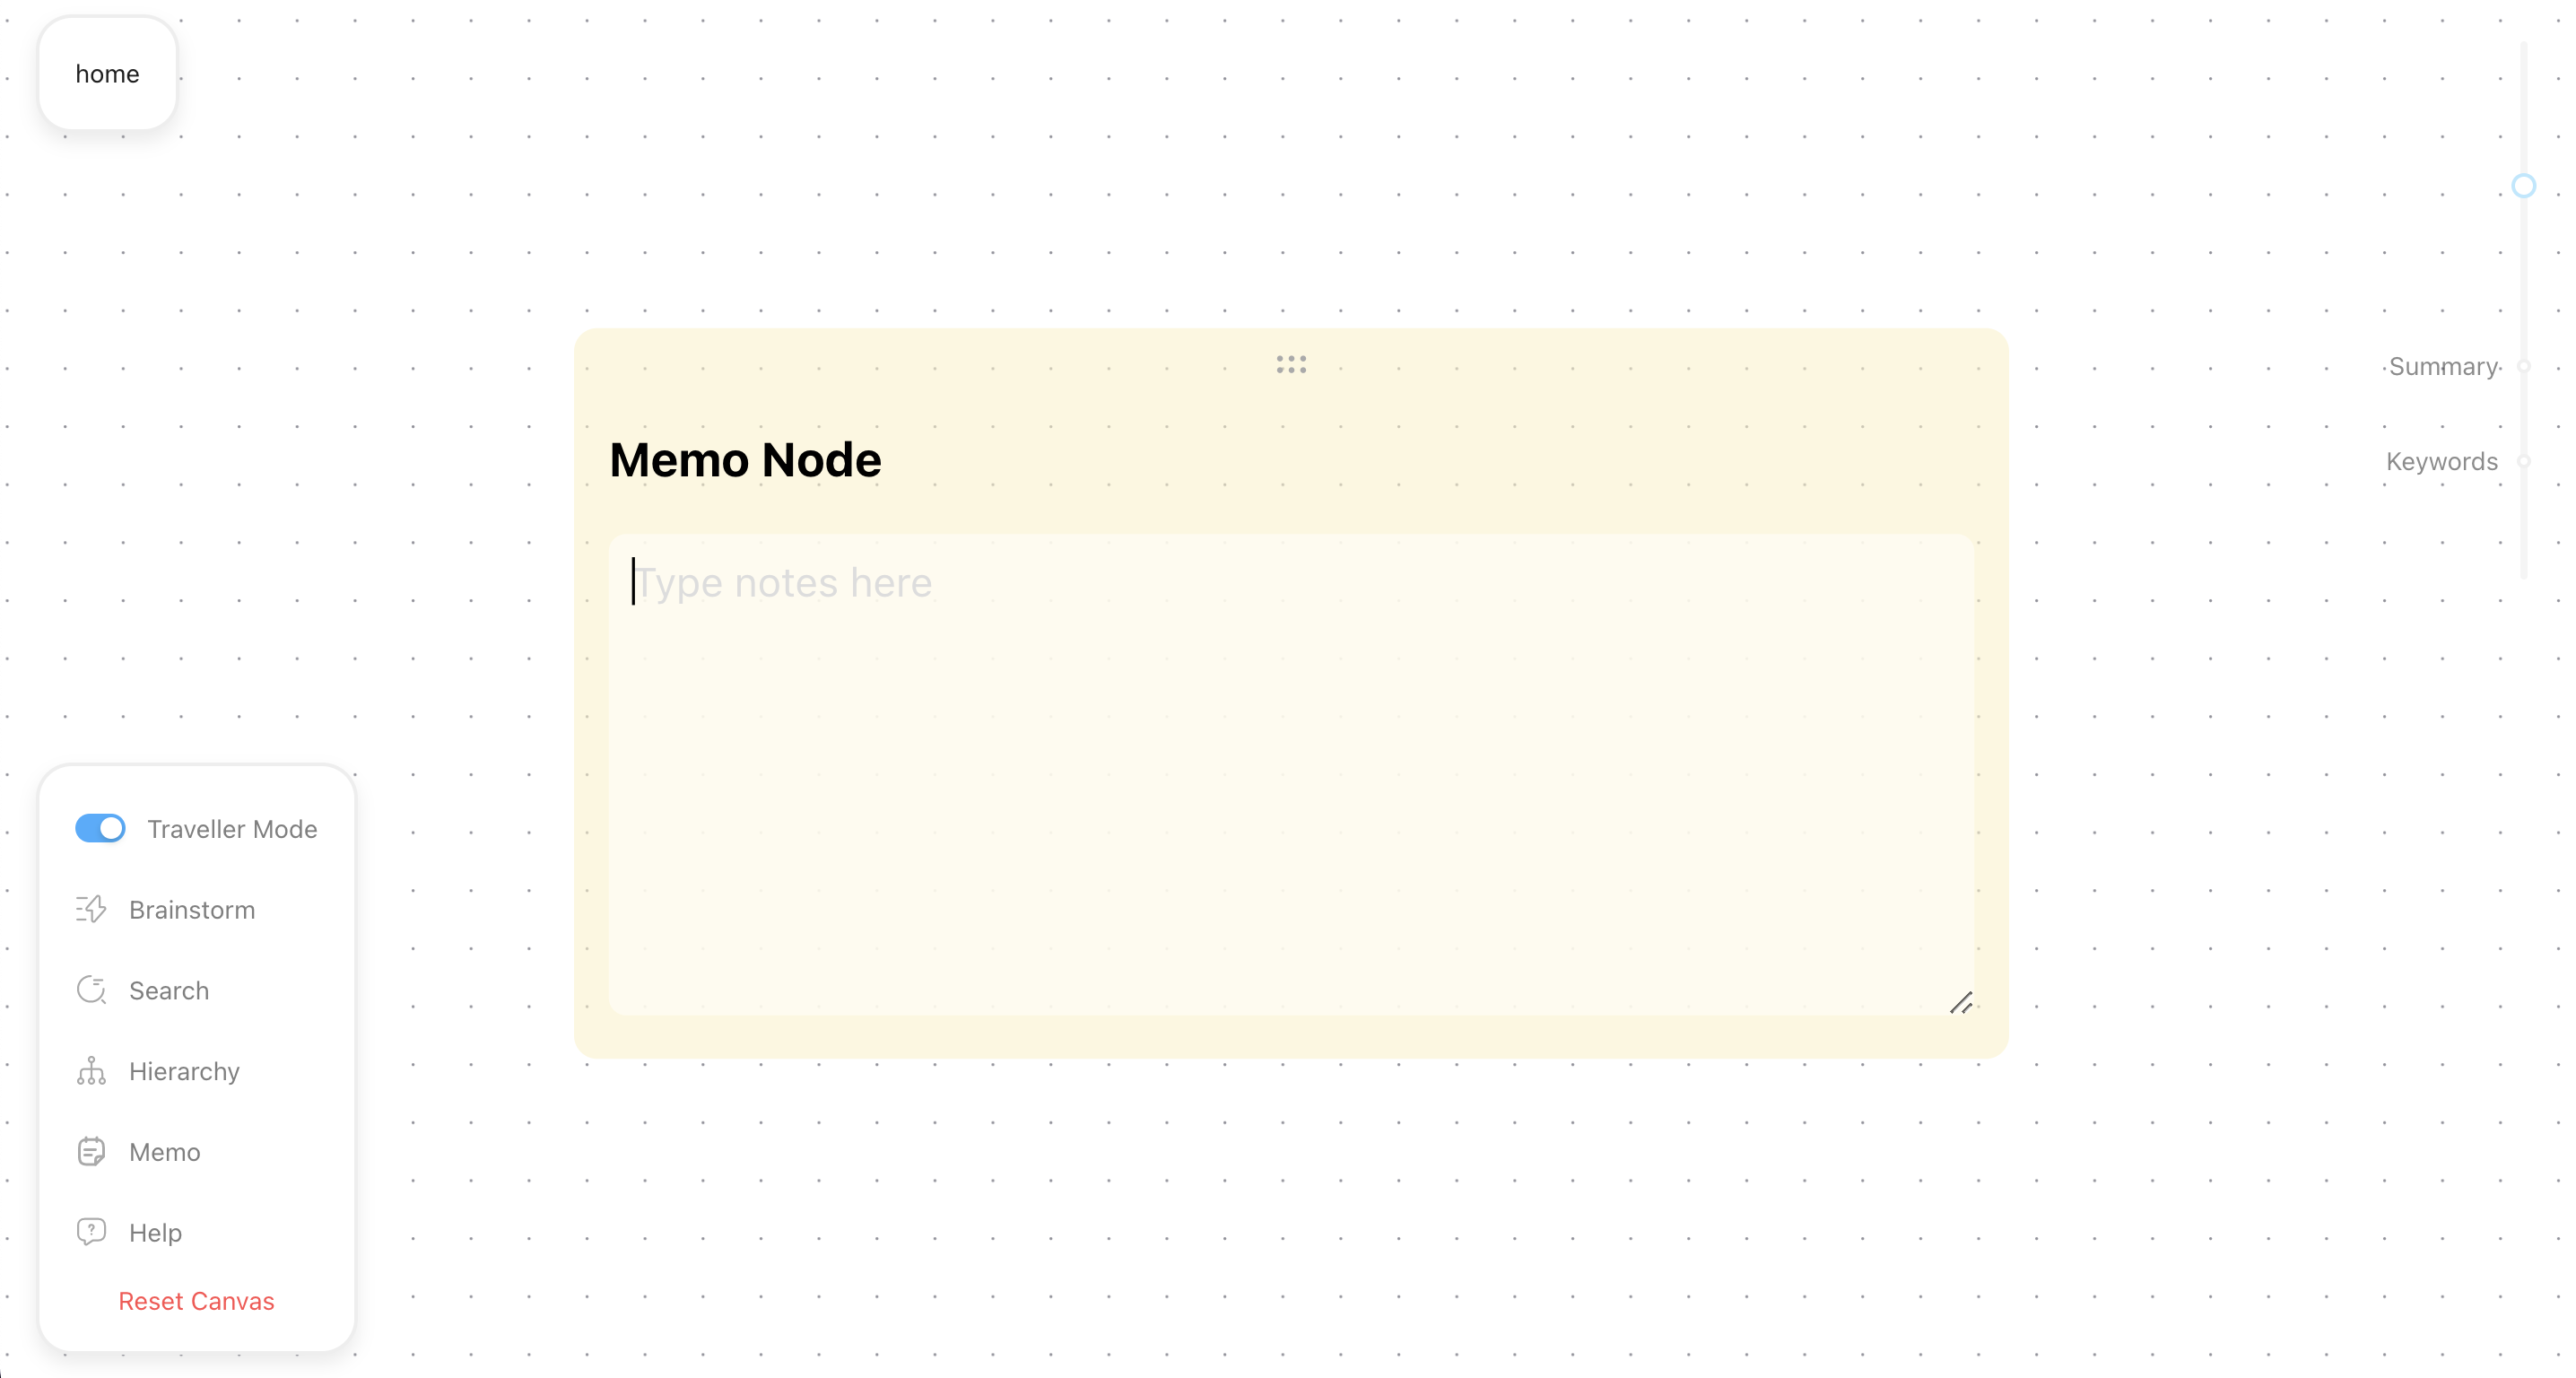 home
Summary
Keywords
Memo Node
Type notes here
Traveller Mode
Brainstorm
Search
Hierarchy
Memo
Help
Reset Canvas